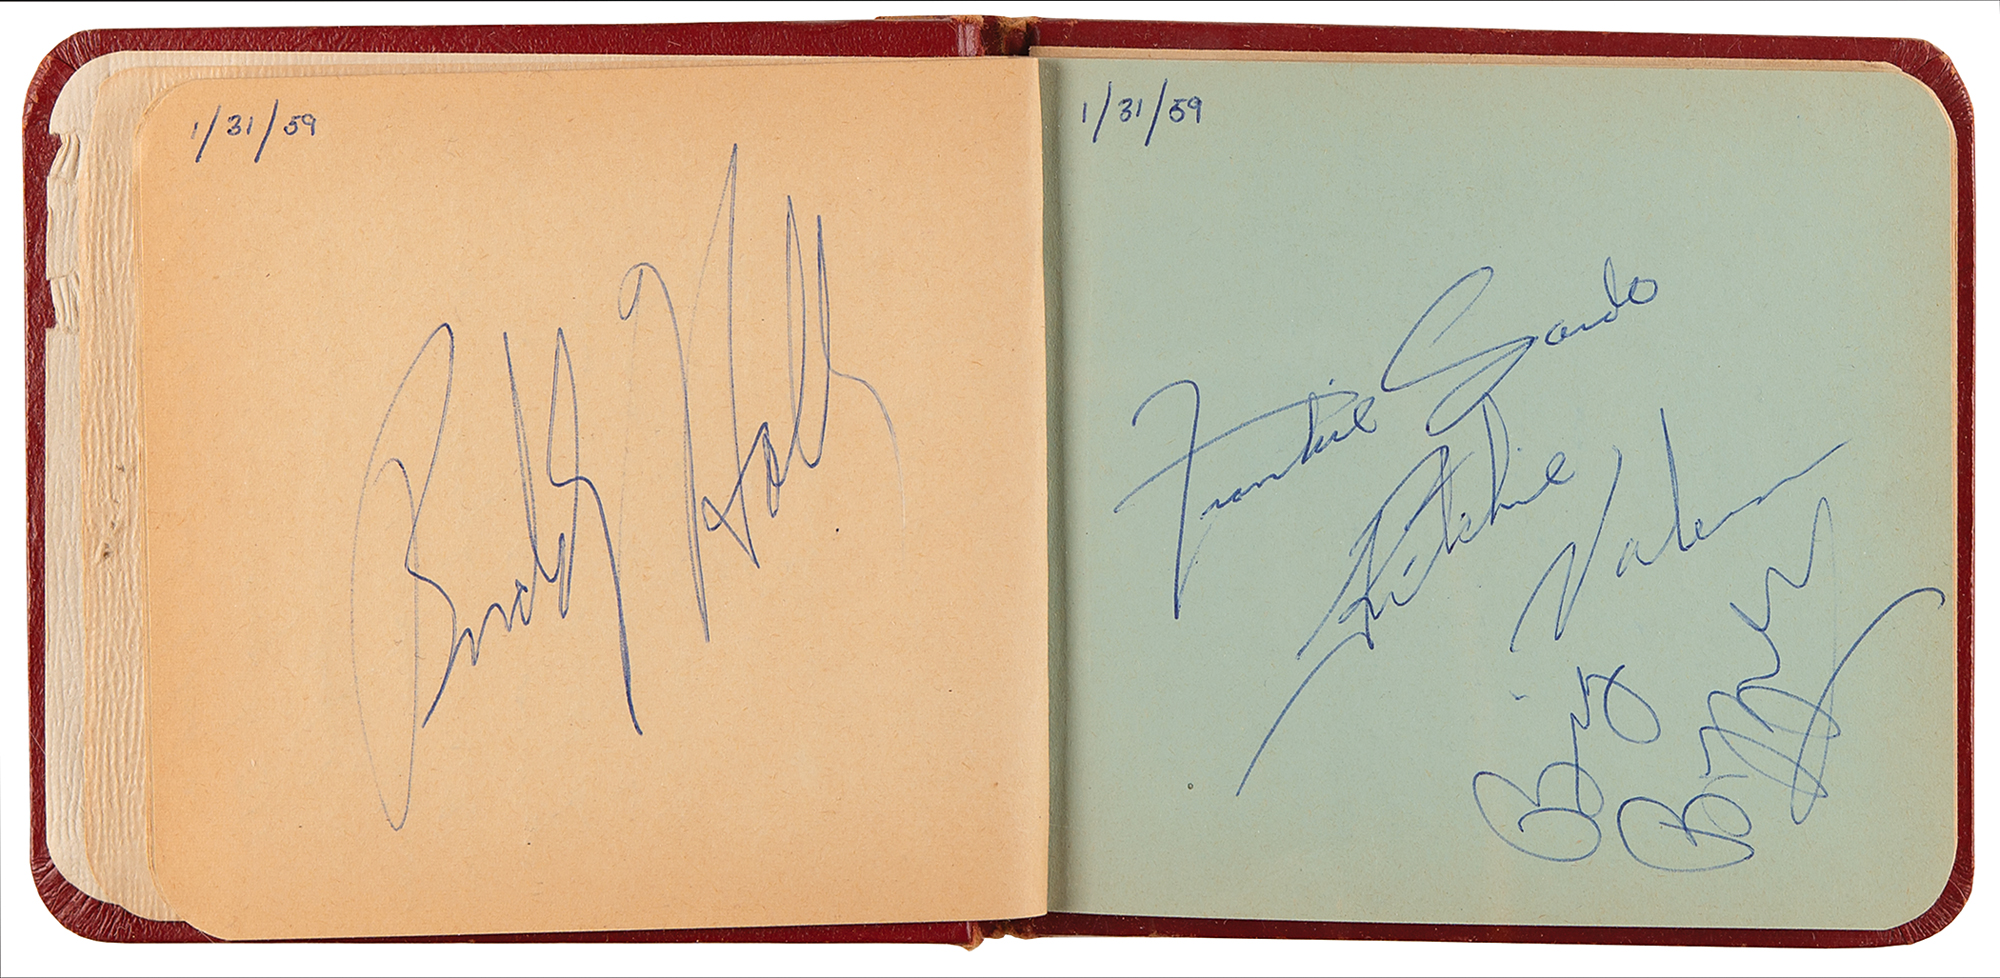 1/31/59
Buddy Holly
1/31/59
Frankie Sardo
Ritchie Valens
Big Bopper